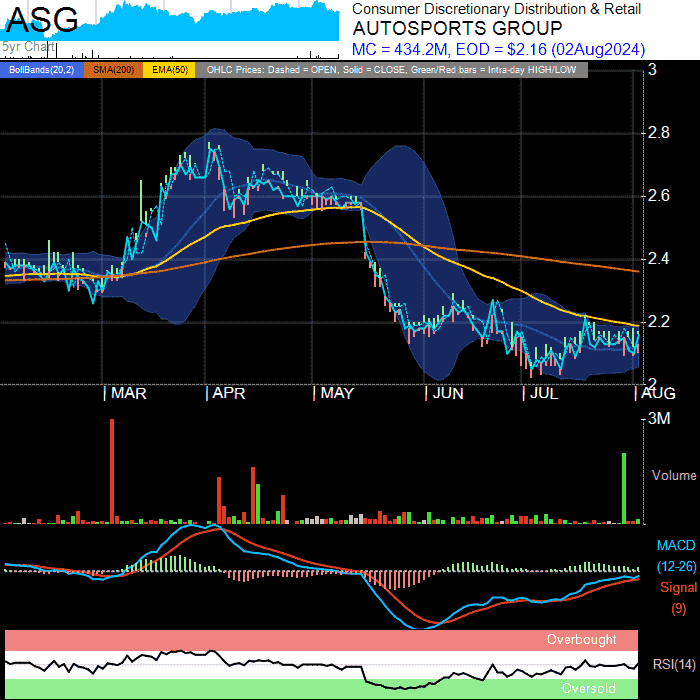 ASG
5yr Chart
Consumer Discretionary Distribution & Retail
AUTOSPORTS GROUP
MC = 434.2M, EOD = $2.16 (02Aug2024)
BollBands(20,2) SMA(200) EMA(50) OHLC Prices: Dashed = OPEN, Solid = CLOSE, Green/Red bars = Intra-day HIGH/LOW
3
2.8
2.6
2.4
2.2
2
MAR APR MAY JUN JUL AUG
3M
Volume
MACD
(12-26)
Signal
(9)
Overbought
RSI(14)
Oversold